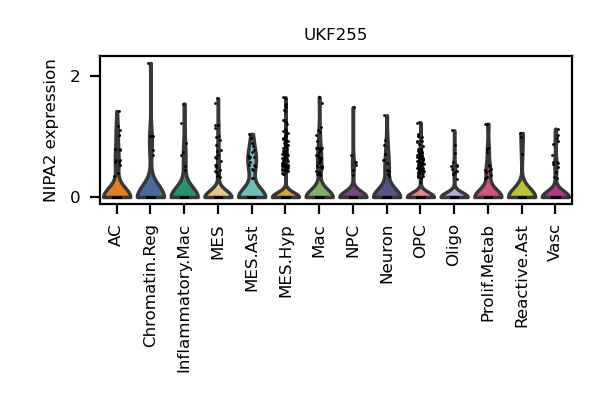 UKF255
NIPA2 expression
2
0
AC
Chromatin.Reg
Inflammatory.Mac
MES
MES.Ast
MES.Hyp
Mac
NPC
Neuron
OPC
Oligo
Prolif.Metab
Reactive.Ast
Vasc